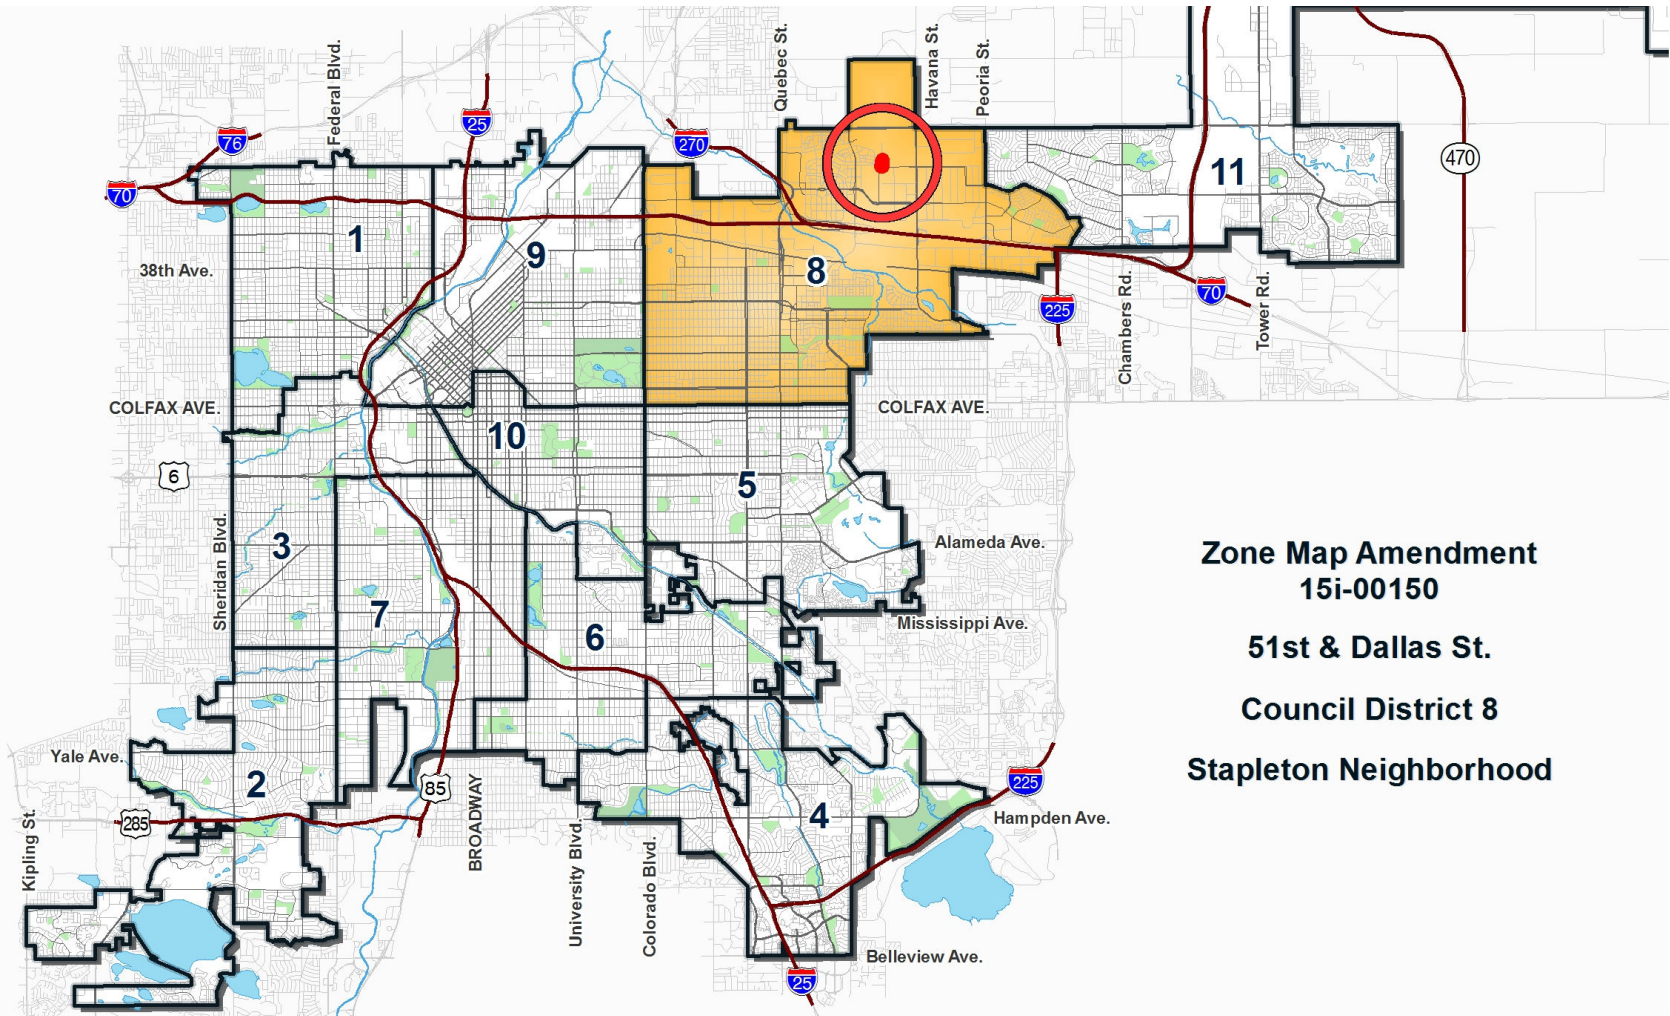 Federal Blvd.
Quebec St.
Havana St.
Peoria St.
76
25
270
70
470
11
1
9
8
38th Ave.
225
70
Chambers Rd.
Tower Rd.
COLFAX AVE.
COLFAX AVE.
10
6
5
Sheridan Blvd.
3
Alameda Ave.
7
6
Mississippi Ave.
Yale Ave.
2
85
BROADWAY
285
Kipling St.
University Blvd.
Colorado Blvd.
4
225
Hampden Ave.
Belleview Ave.
25
Zone Map Amendment
15i-00150
51st & Dallas St.
Council District 8
Stapleton Neighborhood